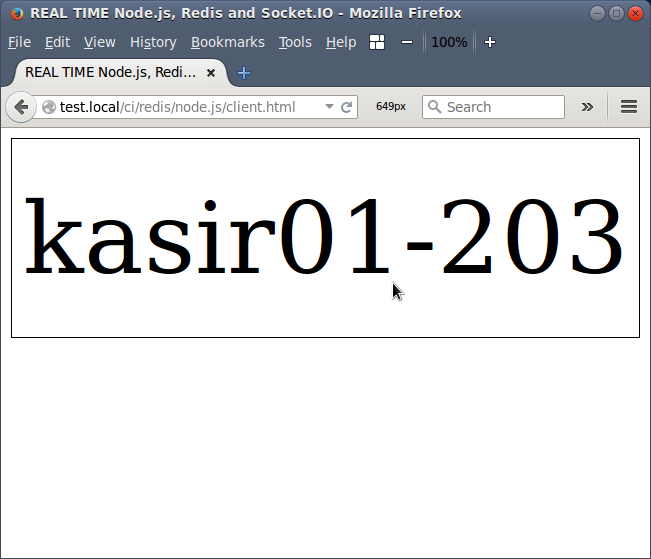 REAL TIME Node.js, Redis and Socket.IO - Mozilla Firefox
File Edit View History Bookmarks Tools Help 100%
REAL TIME Node.js, Redi...
test.local/ci/redis/node.js/client.html 649px Search
kasir01-203